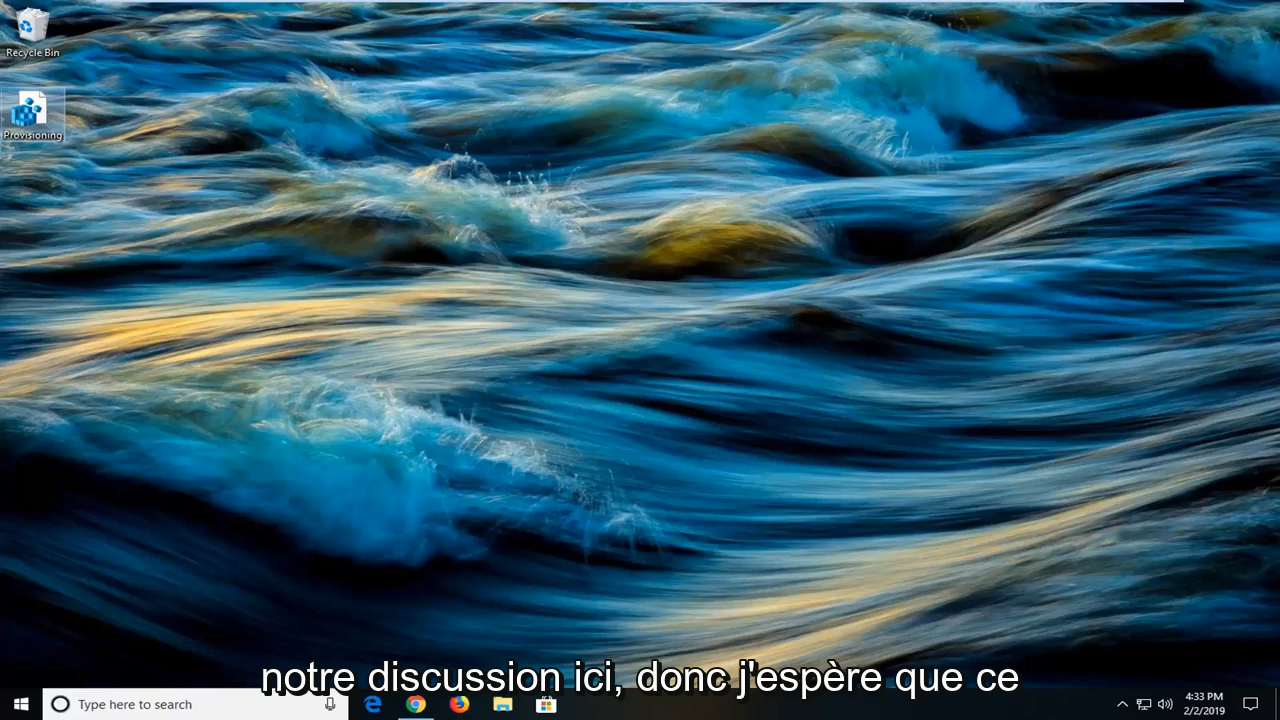 Recycle Bin
Provisioning
notre discussion ici, donc j'espère que ce
Type here to search
4:33 PM
2/2/2019